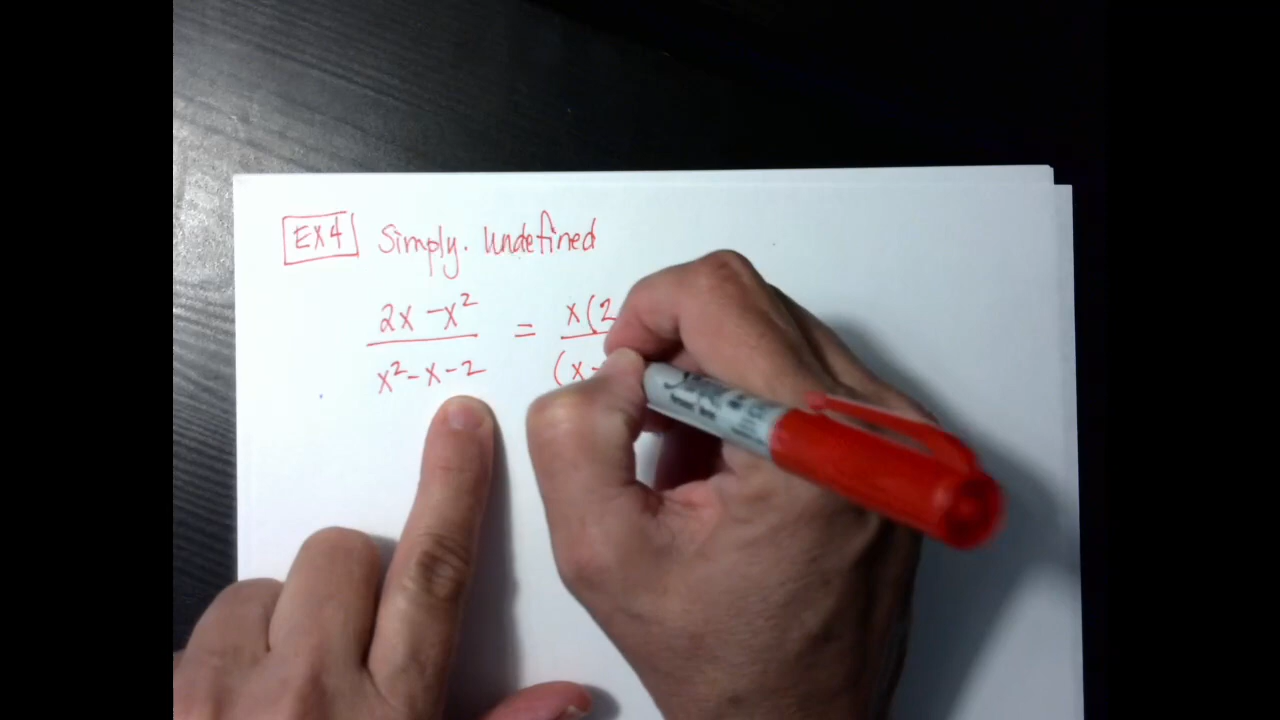 EX4 Simply. Undefined
2x - x² = x(2
x² - x - 2 (x -